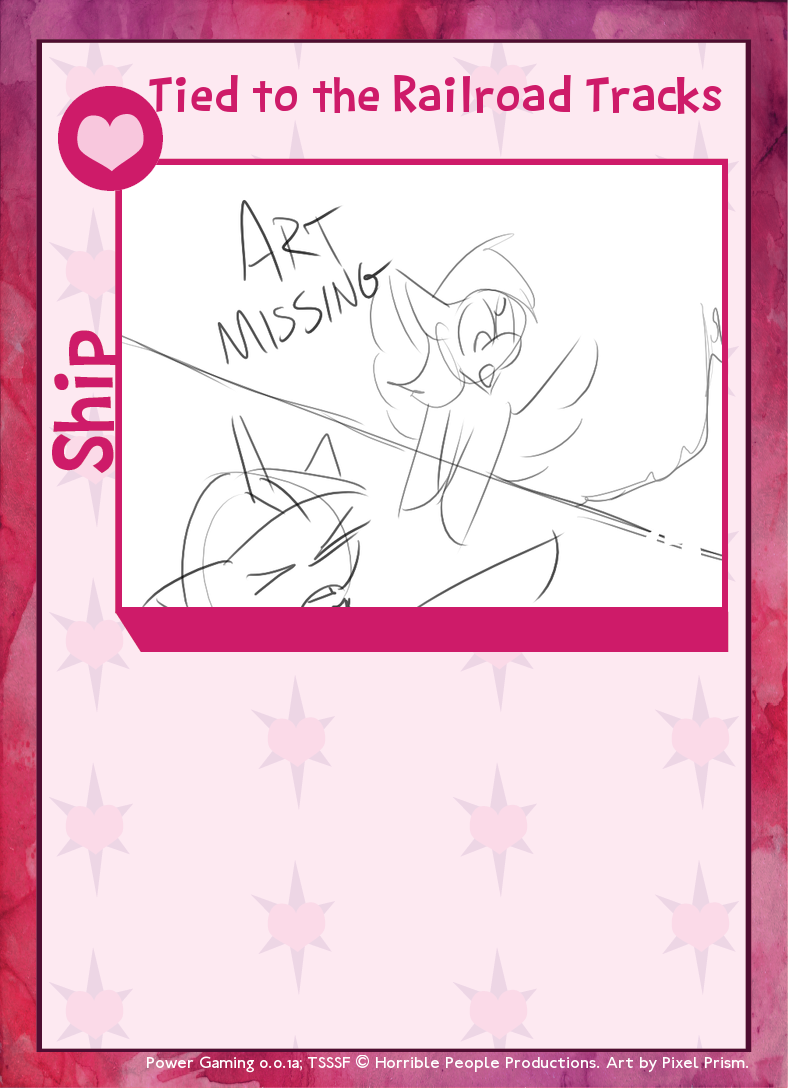 Tied to the Railroad Tracks
ART
MISSING
Ship
Power Gaming 0.0.1a; TSSSF © Horrible People Productions. Art by Pixel Prism.